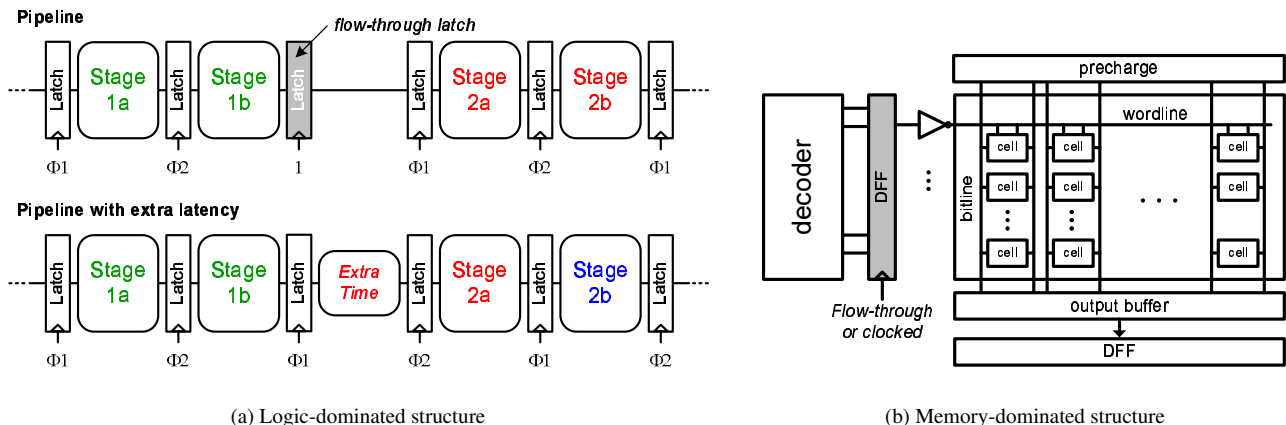 Pipeline
flow-through latch
Latch
Stage 1a
Latch
Stage 1b
Latch
Latch
Stage 2a
Latch
Stage 2b
Latch
Φ1
Φ2
1
Φ1
Φ2
Φ1
Pipeline with extra latency
Latch
Stage 1a
Latch
Stage 1b
Latch
Extra Time
Latch
Stage 2a
Latch
Stage 2b
Latch
Φ1
Φ2
Φ1
Φ2
Φ1
Φ2
(a) Logic-dominated structure
precharge
decoder
DFF
...
wordline
bitline
cell
cell
cell
cell
cell
cell
...
...
. . .
cell
cell
cell
Flow-through
or clocked
output buffer
DFF
(b) Memory-dominated structure